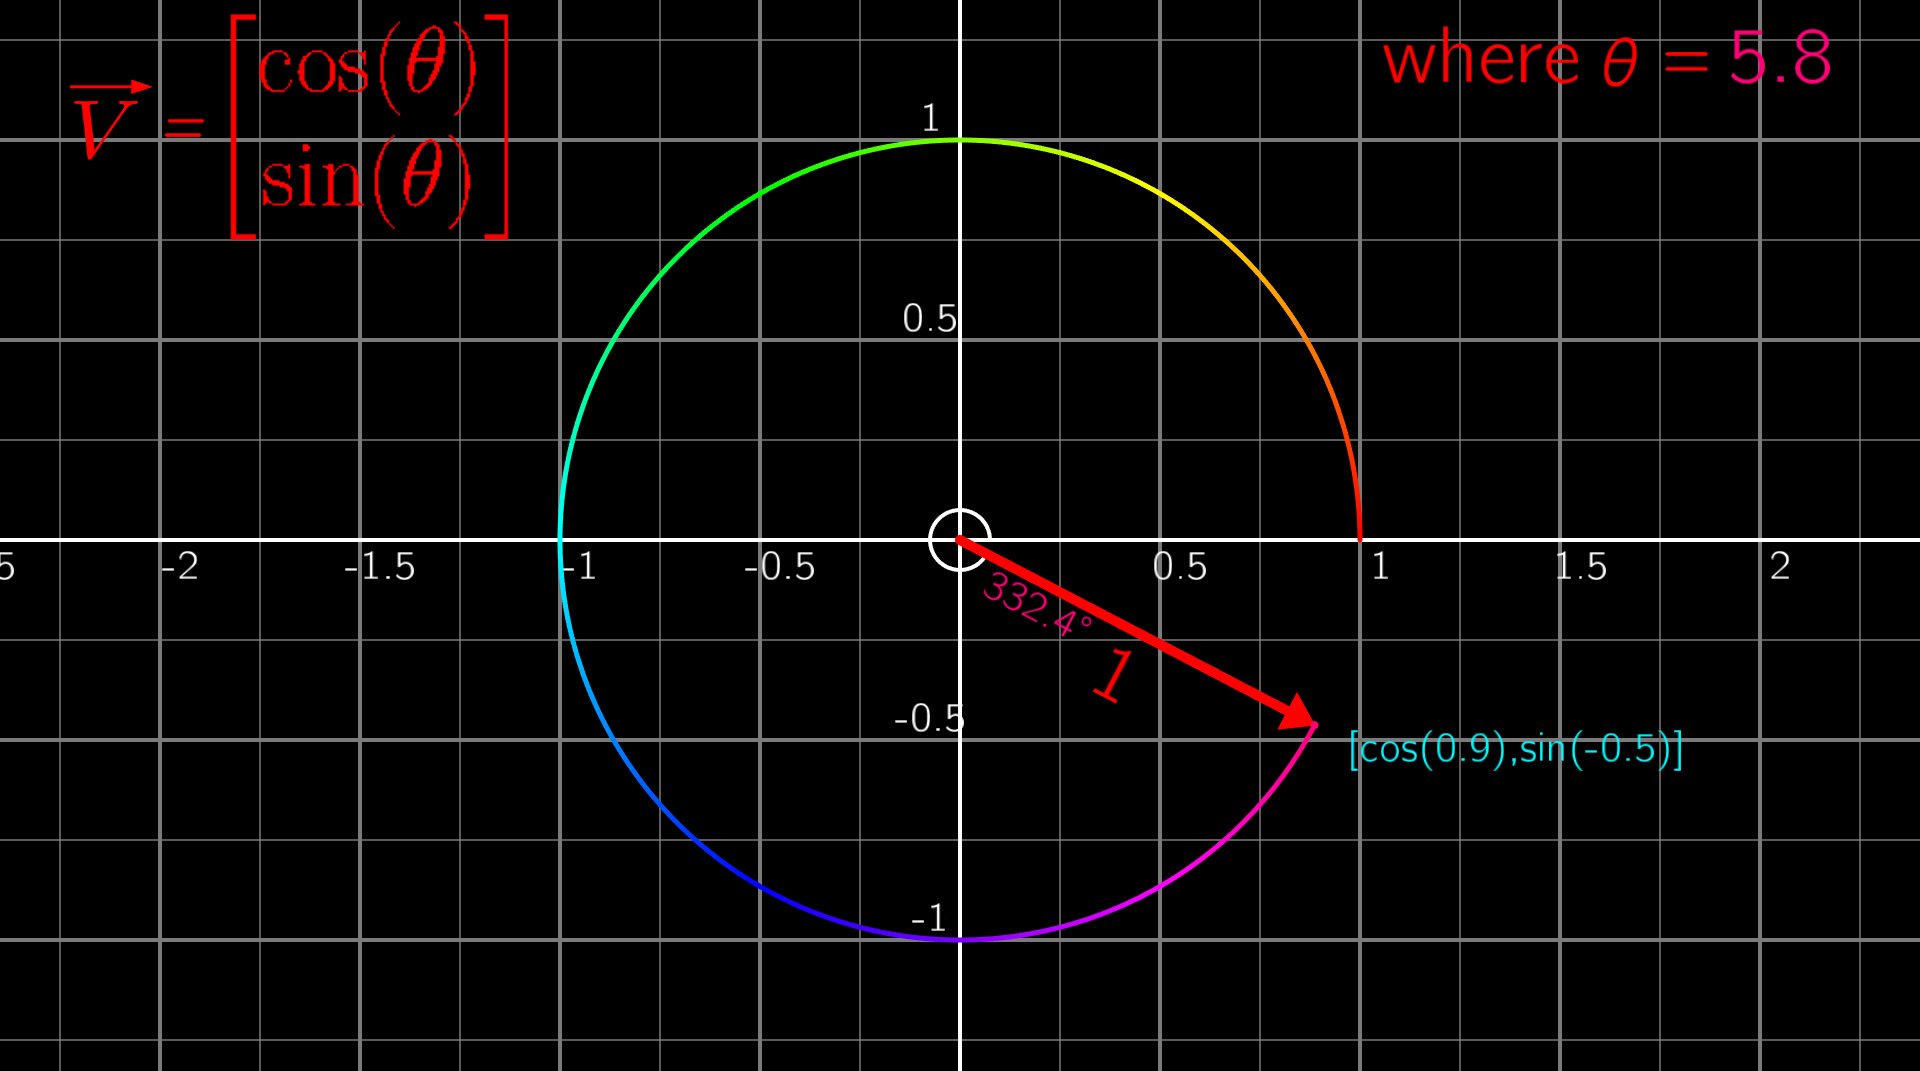 V = [cos(θ)
sin(θ)]
where θ = 5.8
1
0.5
5 -2 -1.5 -1 -0.5 0.5 1 1.5 2
332.4°
1
-0.5
[cos(0.9),sin(-0.5)]
-1